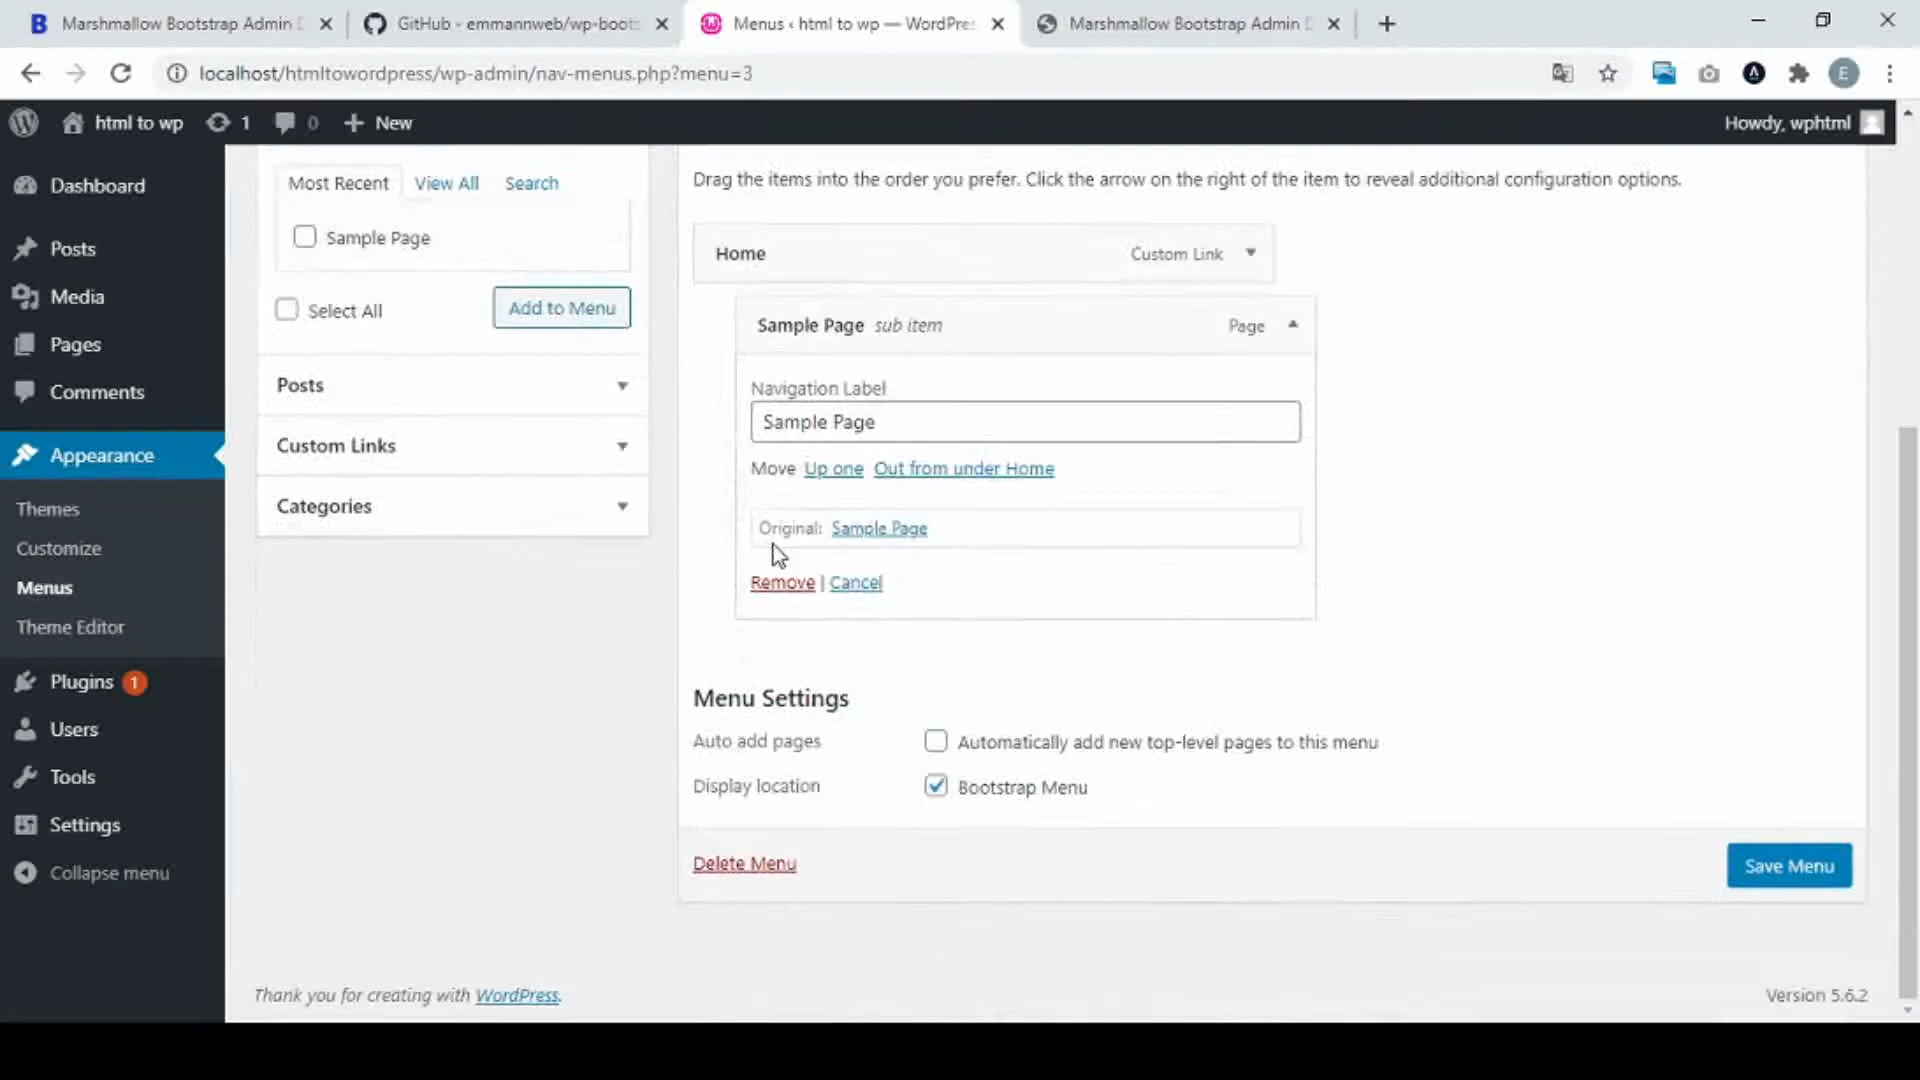 Marshmallow Bootstrap Admin D
GitHub - emmannweb/wp-boots
Menus ‹ html to wp — WordPres
Marshmallow Bootstrap Admin D
localhost/htmltowordpress/wp-admin/nav-menus.php?menu=3
E
html to wp
1
0
New
Howdy, wphtml
Dashboard
Posts
Media
Pages
Comments
Appearance
Themes
Customize
Menus
Theme Editor
Plugins 1
Users
Tools
Settings
Collapse menu
Most Recent View All Search
Sample Page
Select All
Add to Menu
Posts
Custom Links
Categories
Drag the items into the order you prefer. Click the arrow on the right of the item to reveal additional configuration options.
Home Custom Link
Sample Page sub item Page
Navigation Label
Sample Page
Move Up one Out from under Home
Original: Sample Page
Remove | Cancel
Menu Settings
Auto add pages Automatically add new top-level pages to this menu
Display location Bootstrap Menu
Delete Menu
Save Menu
Thank you for creating with WordPress.
Version 5.6.2